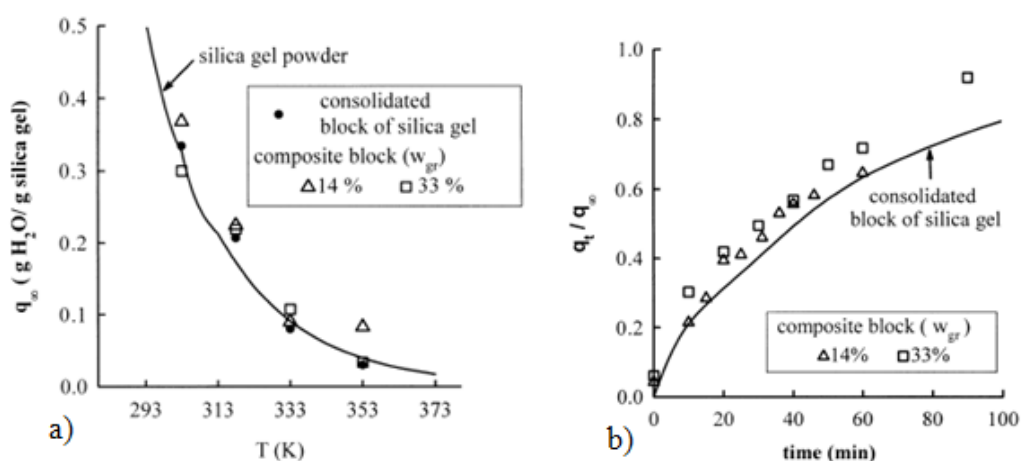 0.5
0.4
0.3
0.2
0.1
0.0
q∞ ( g H2O/ g silica gel)
silica gel powder
consolidated
block of silica gel
composite block (wgr)
14 % 33 %
293 313 333 353 373
T (K)
a)
1.0
0.8
0.6
0.4
0.2
0.0
qt / q∞
consolidated
block of silica gel
composite block ( wgr)
14% 33%
0 20 40 60 80 100
time (min)
b)